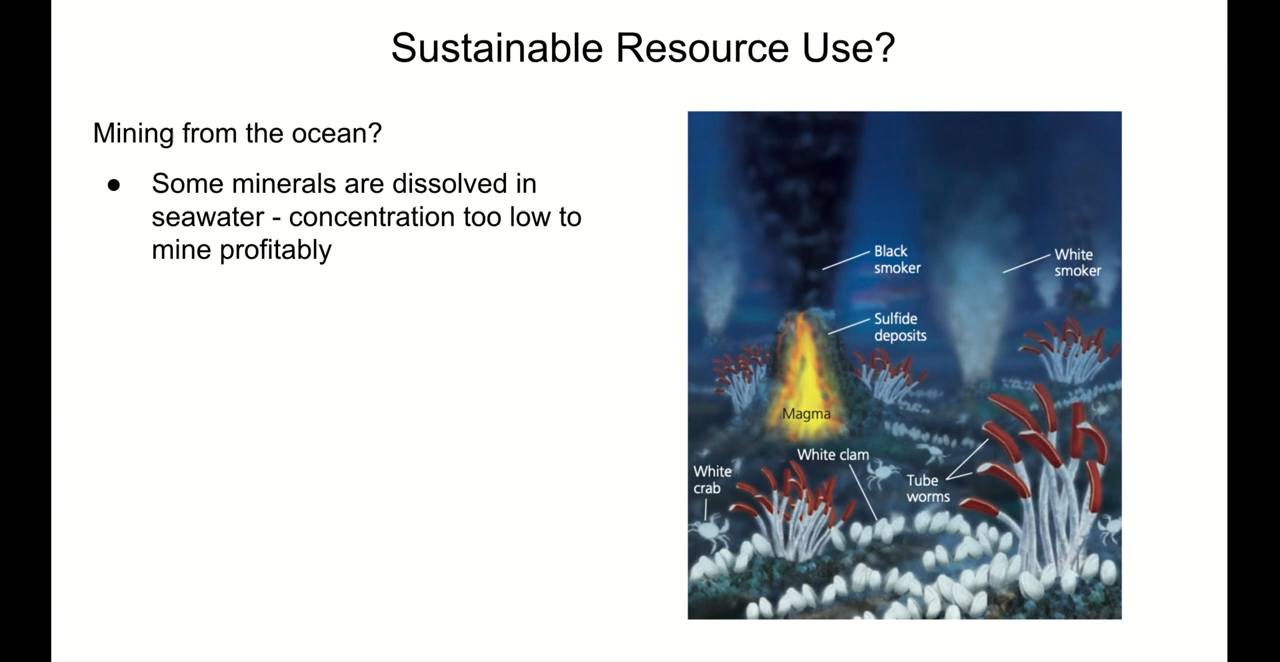 Sustainable Resource Use?
Mining from the ocean?
● Some minerals are dissolved in
seawater - concentration too low to
mine profitably
Black
smoker
White
smoker
Sulfide
deposits
Magma
White clam
White
crab
Tube
worms